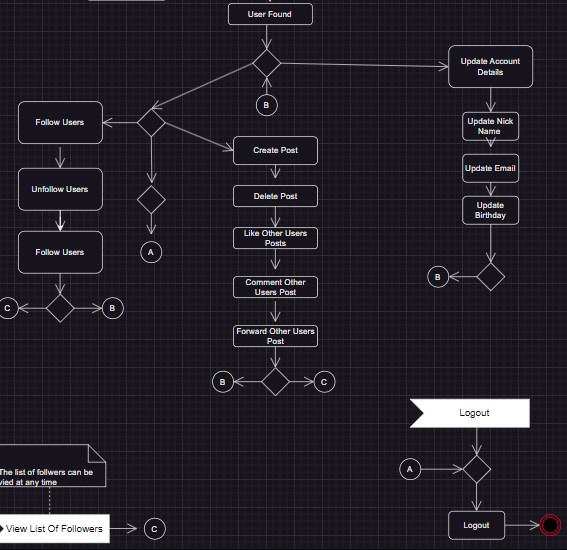 User Found
Update Account
Details
B
Follow Users
Update Nick
Name
Create Post
Update Email
Unfollow Users
Delete Post
Update
Birthday
Like Other Users
Posts
Follow Users
A
B
Comment Other
Users Post
C
B
Forward Other Users
Post
B
C
Logout
The list of follwers can be
vied at any time
A
View List Of Followers
C
Logout